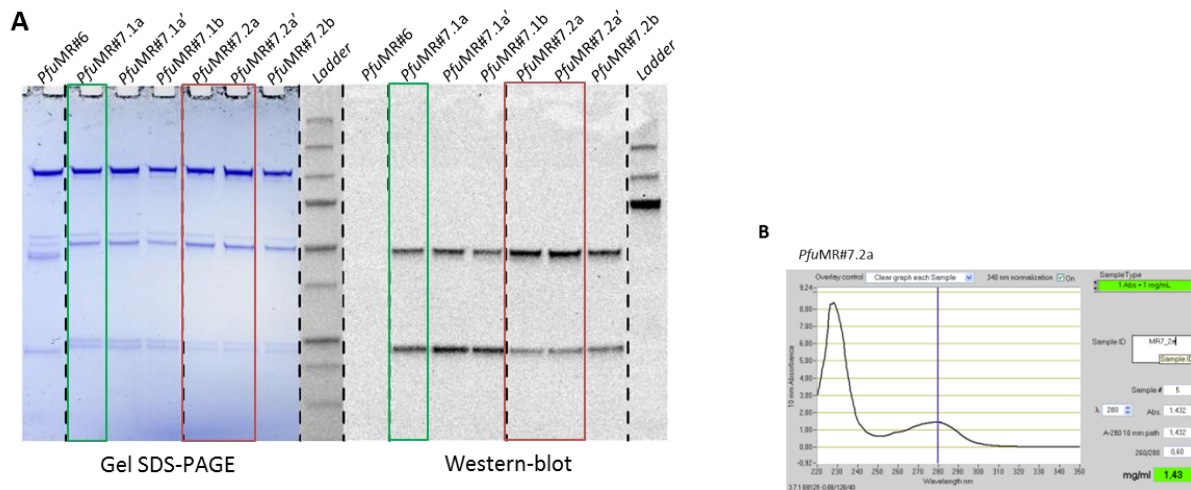 A
PfuMR#6
PfuMR#7.1a
PfuMR#7.1a’
PfuMR#7.1b
PfuMR#7.2a
PfuMR#7.2a’
PfuMR#7.2b
Ladder
PfuMR#6
PfuMR#7.1a
PfuMR#7.1a’
PfuMR#7.1b
PfuMR#7.2a
PfuMR#7.2a’
PfuMR#7.2b
Ladder
Gel SDS-PAGE
Western-blot
B
PfuMR#7.2a
Overlay control Clear graph each Sample 340 nm normalization On
Sample Type
1 Abs = 1 mg/mL
9.24
8.00
7.00
6.00
5.00
4.00
3.00
2.00
1.00
0.00
-0.92
10 mm Absorbance
220 230 240 250 260 270 280 290 300 310 320 330 340 350
Wavelength nm
Sample ID MR7_2a
Sample ID
Sample # 5
λ 280 Abs. 1,432
A-280 10 mm path 1,432
260/280 0,60
mg/ml 1,43